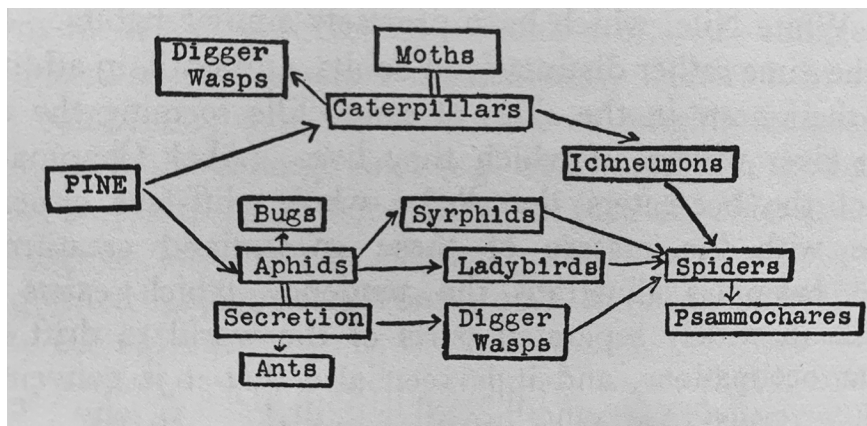 Digger
Wasps
Moths
Caterpillars
Ichneumons
PINE
Bugs
Syrphids
Aphids
Ladybirds
Spiders
Secretion
Digger
Wasps
Psammochares
Ants